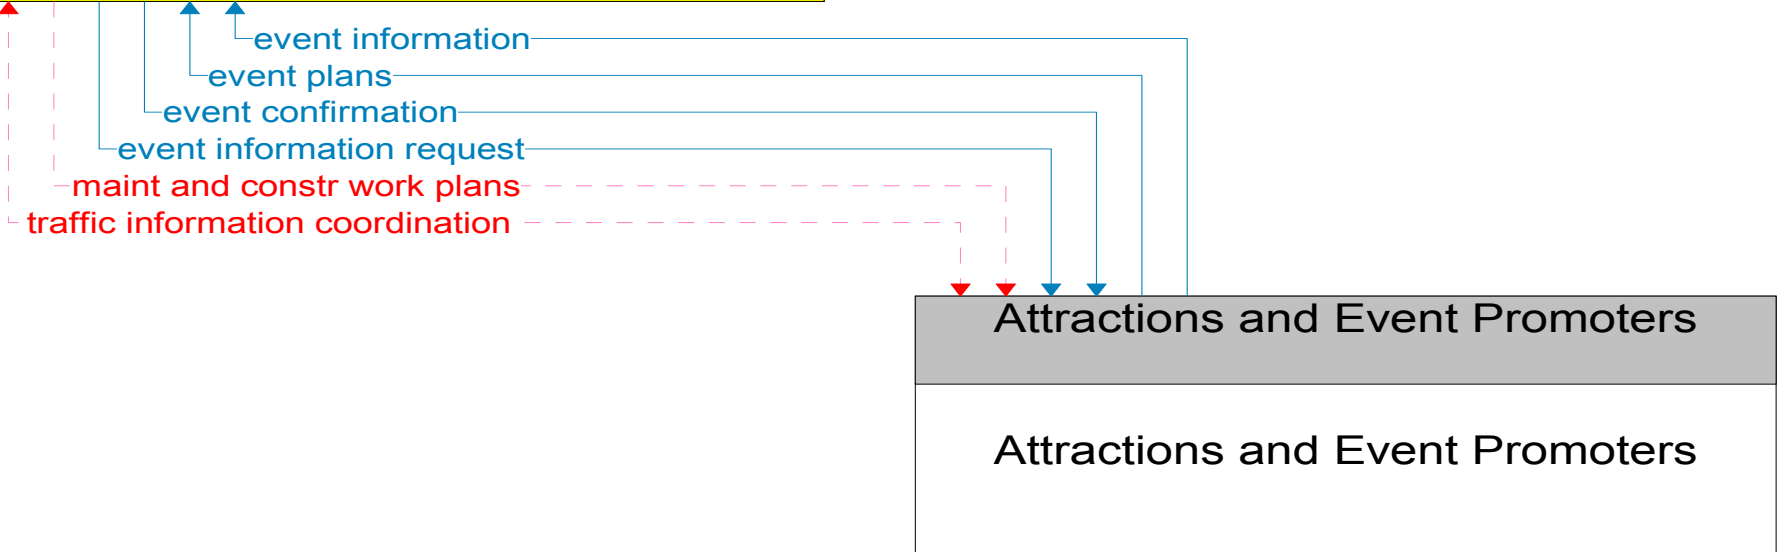 event information
event plans
event confirmation
event information request
maint and constr work plans
traffic information coordination
Attractions and Event Promoters
Attractions and Event Promoters